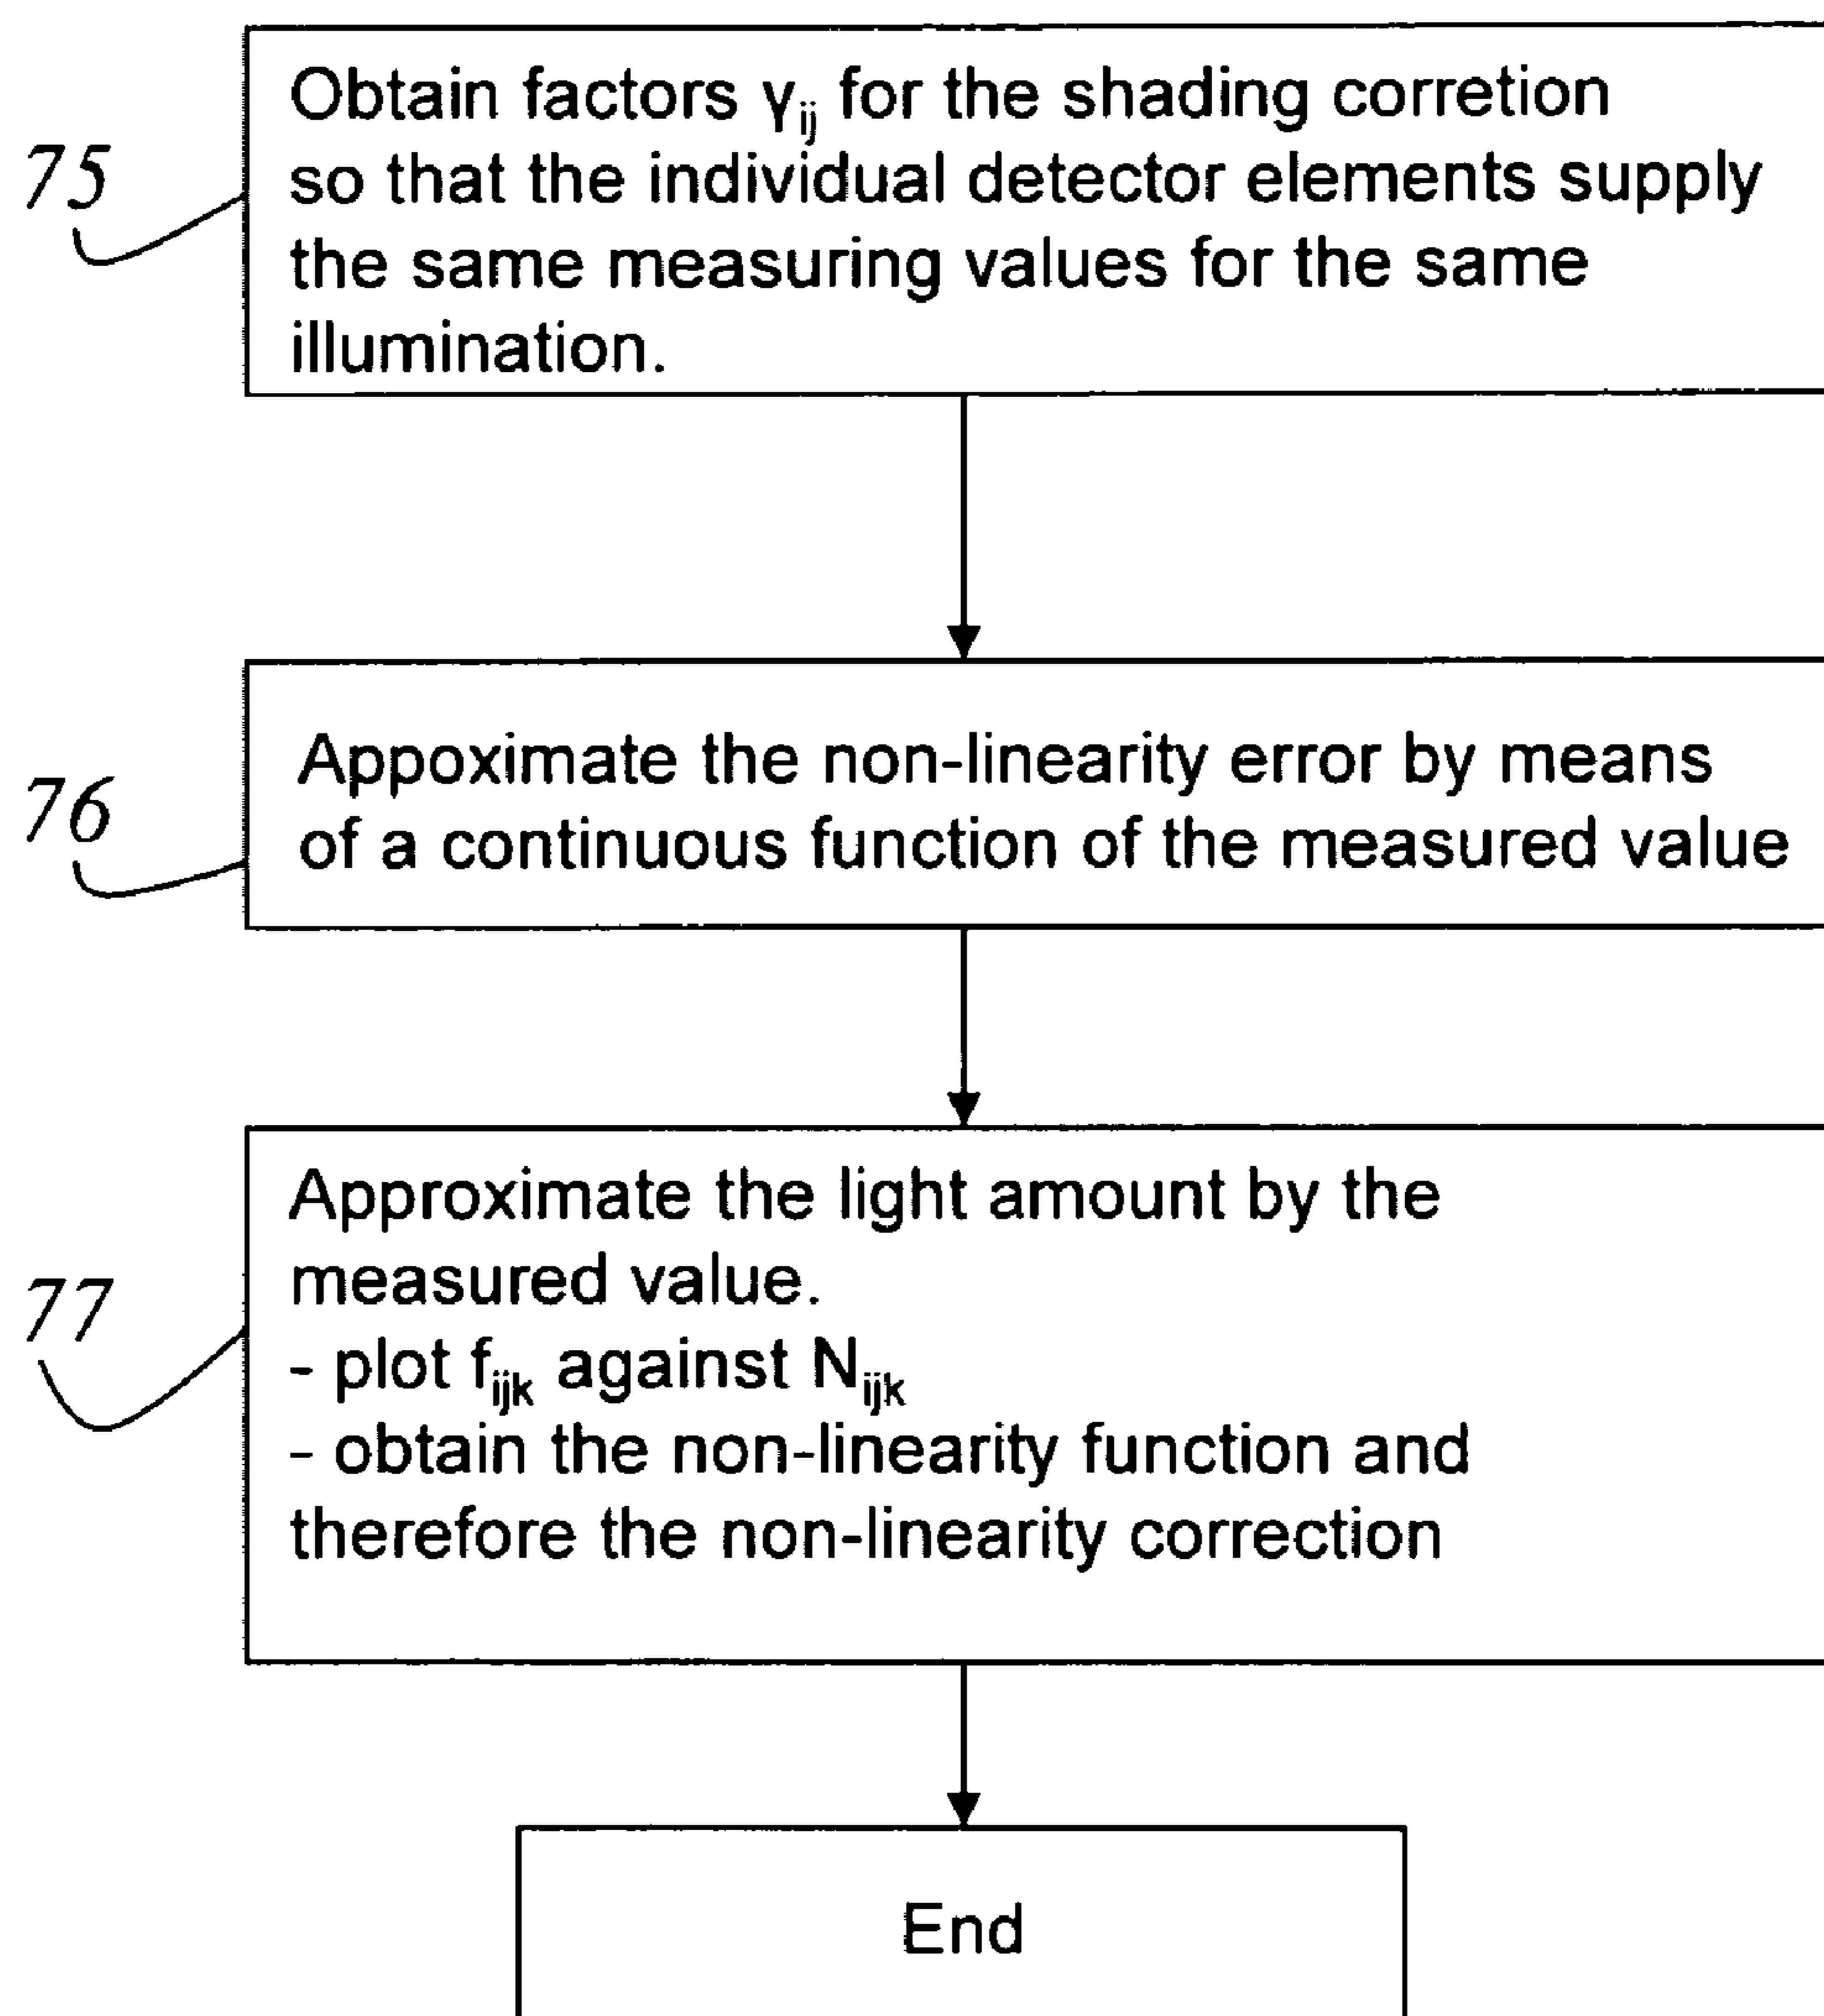 75
Obtain factors γij for the shading corretion
so that the individual detector elements supply
the same measuring values for the same
illumination.
76
Appoximate the non-linearity error by means
of a continuous function of the measured value
77
Approximate the light amount by the
measured value.
- plot fijk against Nijk
- obtain the non-linearity function and
therefore the non-linearity correction
End